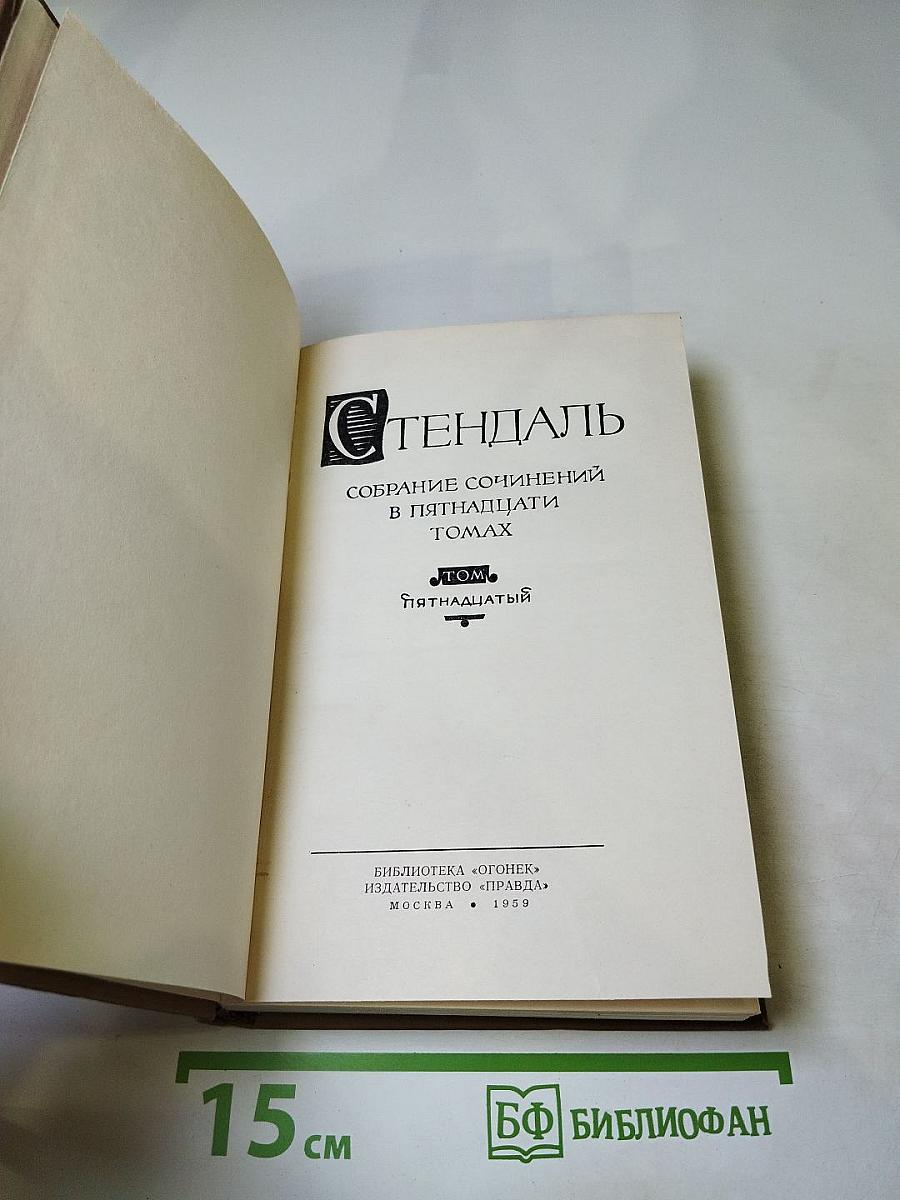 СТЕНДАЛЬ
СОБРАНИЕ СОЧИНЕНИЙ
В ПЯТНАДЦАТИ
ТОМАХ
ТОМ
ПЯТНАДЦАТЫЙ
БИБЛИОТЕКА «ОГОНЕК»
ИЗДАТЕЛЬСТВО «ПРАВДА»
МОСКВА • 1959
15 см
БФ БИБЛИОФАН